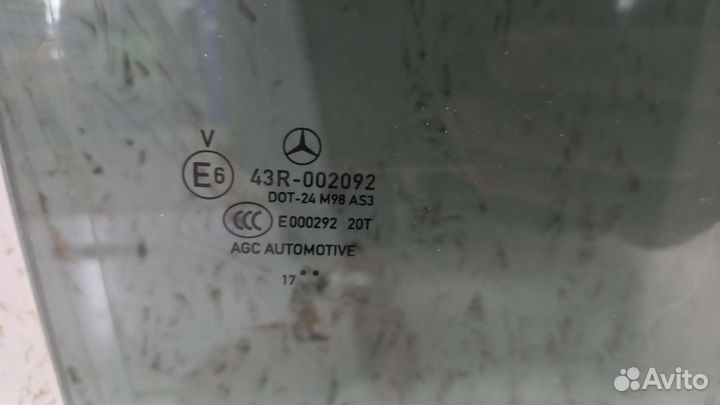 V
E6
43R-002092
DOT-24 M98 AS3
CCC E000292 20T
AGC AUTOMOTIVE
17••
Avito